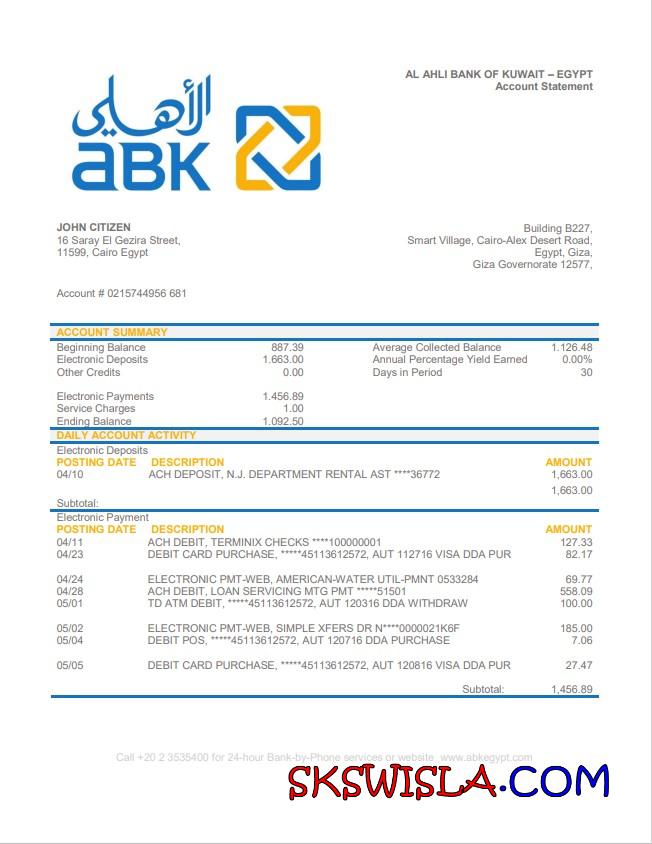 AL AHLI BANK OF KUWAIT – EGYPT
Account Statement
الأهلي
abk
JOHN CITIZEN
16 Saray El Gezira Street,
11599, Cairo Egypt
Building B227,
Smart Village, Cairo-Alex Desert Road,
Egypt, Giza,
Giza Governorate 12577,
Account # 0215744956 681
ACCOUNT SUMMARY
Beginning Balance 887.39 Average Collected Balance 1.126.48
Electronic Deposits 1.663.00 Annual Percentage Yield Earned 0.00%
Other Credits 0.00 Days in Period 30
Electronic Payments 1.456.89
Service Charges 1.00
Ending Balance 1.092.50
DAILY ACCOUNT ACTIVITY
Electronic Deposits
POSTING DATE DESCRIPTION AMOUNT
04/10 ACH DEPOSIT, N.J. DEPARTMENT RENTAL AST ****36772 1,663.00
1,663.00
Subtotal:
Electronic Payment
POSTING DATE DESCRIPTION AMOUNT
04/11 ACH DEBIT, TERMINIX CHECKS ****100000001 127.33
04/23 DEBIT CARD PURCHASE, *****45113612572, AUT 112716 VISA DDA PUR 82.17
04/24 ELECTRONIC PMT-WEB, AMERICAN-WATER UTIL-PMNT 0533284 69.77
04/28 ACH DEBIT, LOAN SERVICING MTG PMT *****51501 558.09
05/01 TD ATM DEBIT, *****45113612572, AUT 120316 DDA WITHDRAW 100.00
05/02 ELECTRONIC PMT-WEB, SIMPLE XFERS DR N****0000021K6F 185.00
05/04 DEBIT POS, *****45113612572, AUT 120716 DDA PURCHASE 7.06
05/05 DEBIT CARD PURCHASE, *****45113612572, AUT 120816 VISA DDA PUR 27.47
Subtotal: 1,456.89
Call +20 2 3535400 for 24-hour Bank-by-Phone services or website, www.abkegypt.com
SKSWISLA.COM